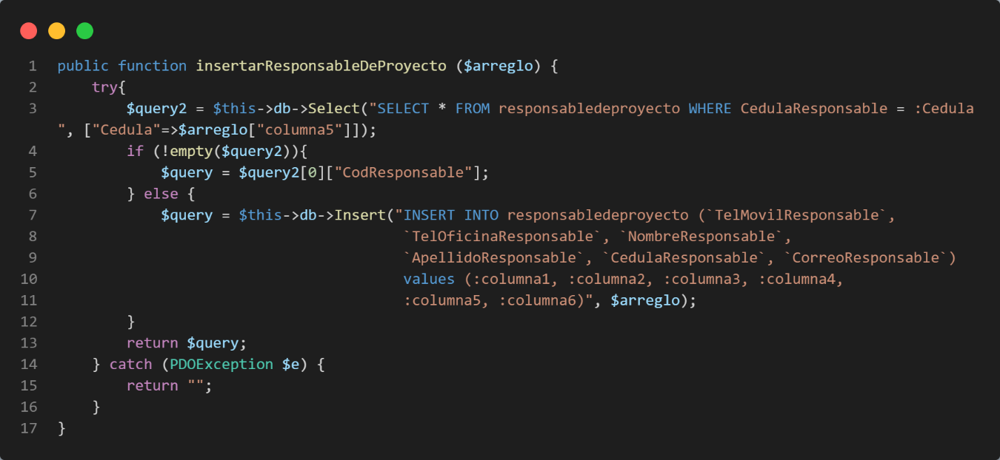 1 public function insertarResponsableDeProyecto ($arreglo) {
2     try{
3         $query2 = $this->db->Select("SELECT * FROM responsabledeproyecto WHERE CedulaResponsable = :Cedula
", ["Cedula"=>$arreglo["columna5"]]);
4         if (!empty($query2)){
5             $query = $query2[0]["CodResponsable"];
6         } else {
7             $query = $this->db->Insert("INSERT INTO responsabledeproyecto (`TelMovilResponsable`,
8                                         `TelOficinaResponsable`, `NombreResponsable`,
9                                         `ApellidoResponsable`, `CedulaResponsable`, `CorreoResponsable`)
10                                         values (:columna1, :columna2, :columna3, :columna4,
11                                         :columna5, :columna6)", $arreglo);
12         }
13         return $query;
14     } catch (PDOException $e) {
15         return "";
16     }
17 }